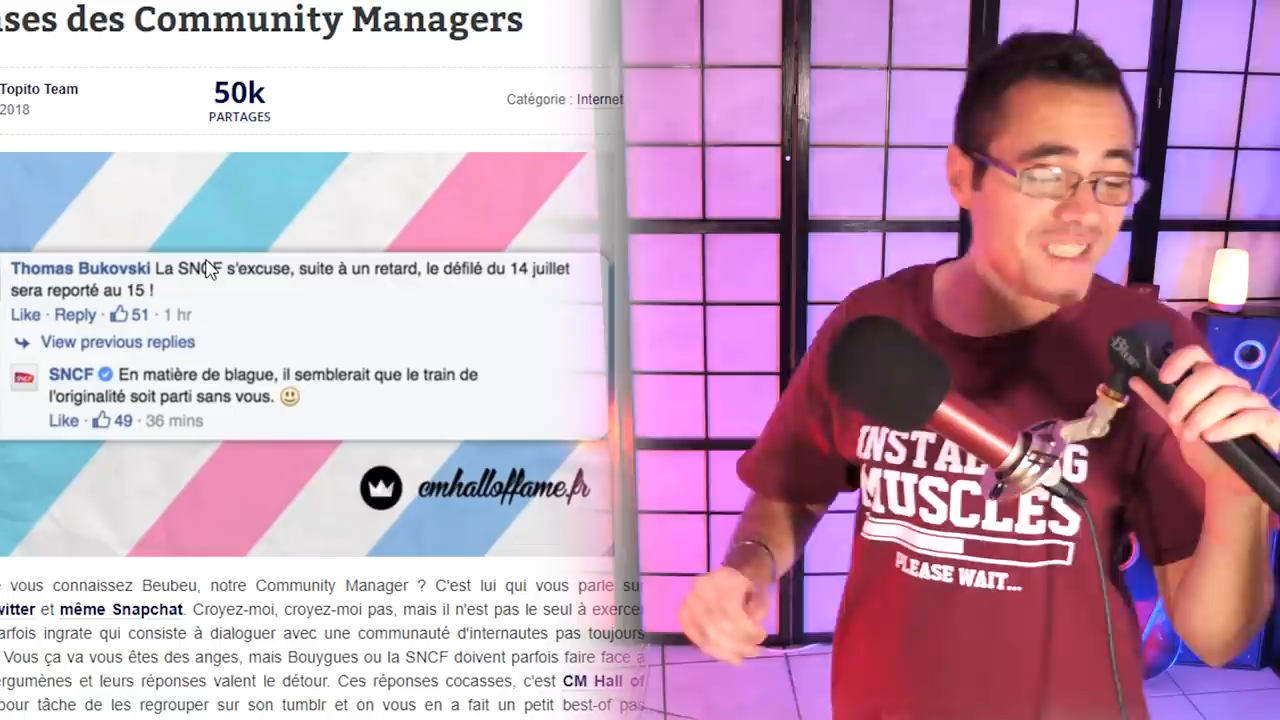 ses des Community Managers
Topito Team
2018
50k
PARTAGES
Catégorie : Internet
Thomas Bukovski La SNCF s'excuse, suite à un retard, le défilé du 14 juillet
sera reporté au 15 !
Like · Reply · 51 · 1 hr
View previous replies
SNCF En matière de blague, il semblerait que le train de
l'originalité soit parti sans vous.
Like · 49 · 36 mins
cmhalloffame.fr
vous connaissez Beubeu, notre Community Manager ? C'est lui qui vous parle su
witter et même Snapchat. Croyez-moi, croyez-moi pas, mais il n'est pas le seul à exerce
arfois ingrate qui consiste à dialoguer avec une communauté d'internautes pas toujours
Vous ça va vous êtes des anges, mais Bouygues ou la SNCF doivent parfois faire face a
ergumènes et leurs réponses valent le détour. Ces réponses cocasses, c'est CM Hall of
pour tâche de les regrouper sur son tumblr et on vous en a fait un petit best-of pas
Blue
MUSCLES
PLEASE WAIT...